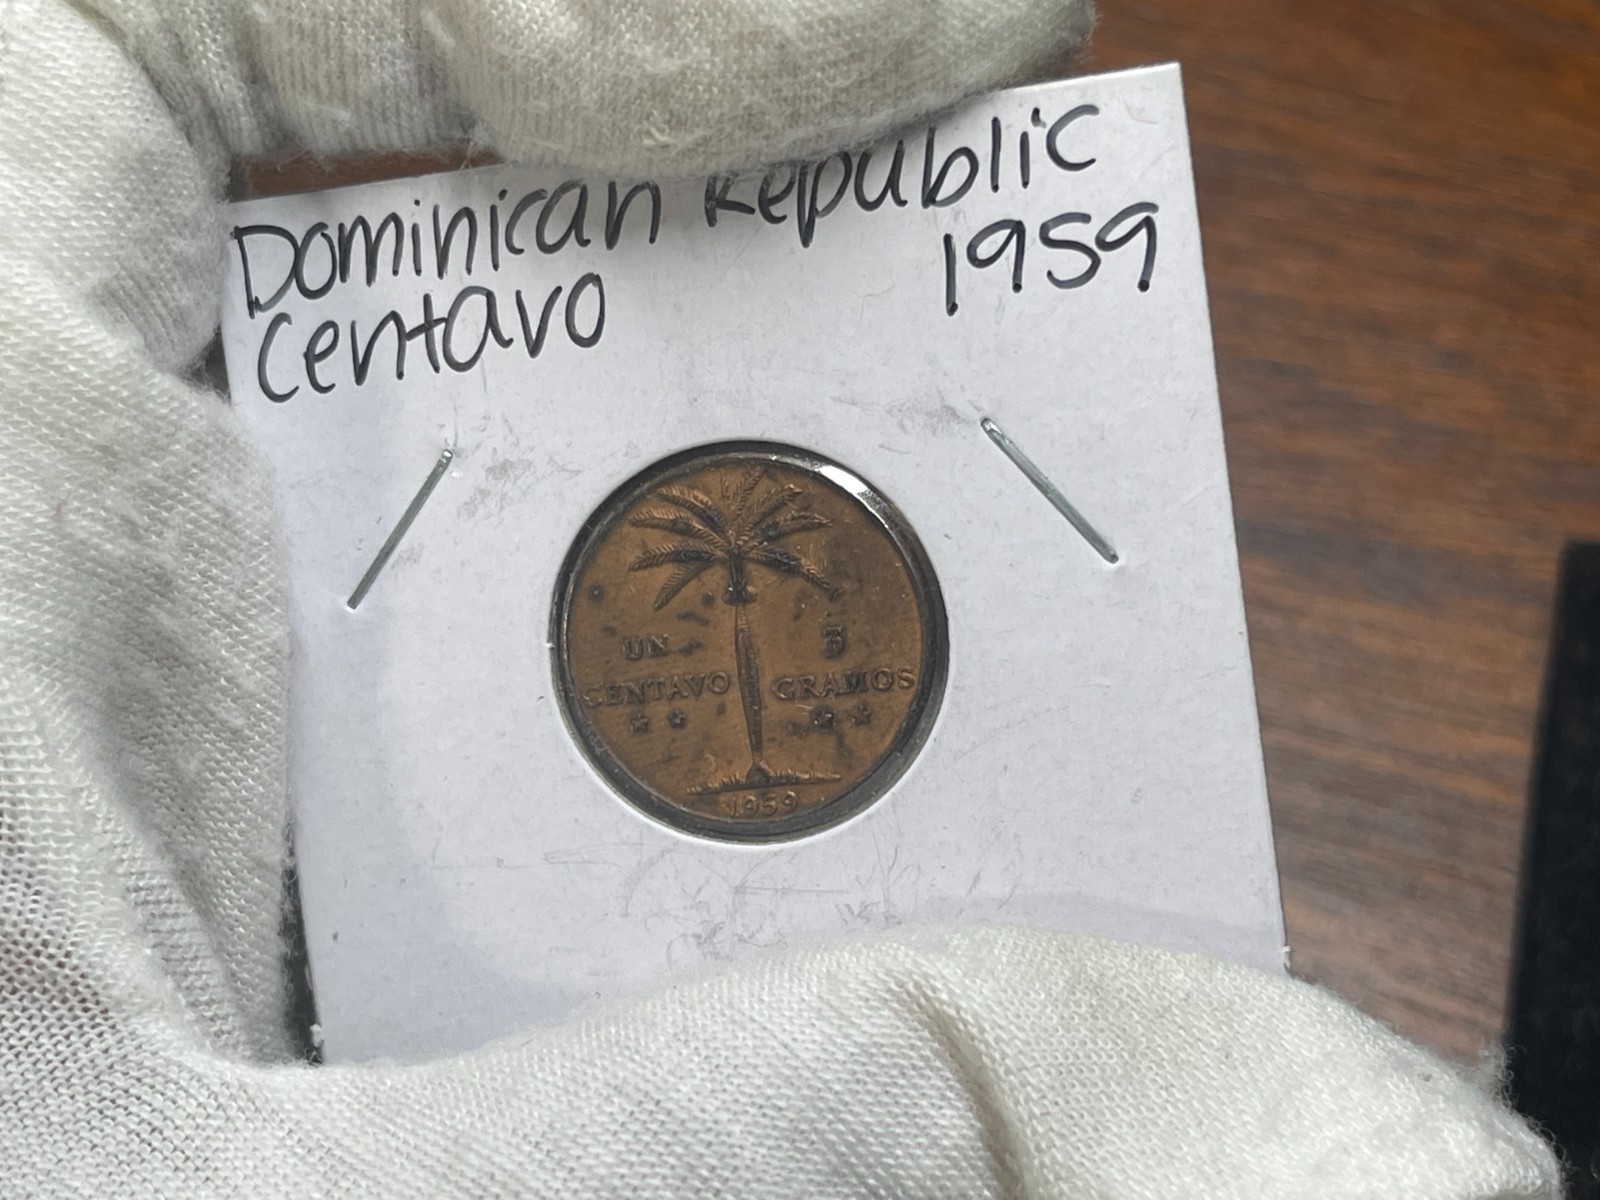 Dominican Republic
Centavo 1959
UN 3
CENTAVO GRAMOS
1959